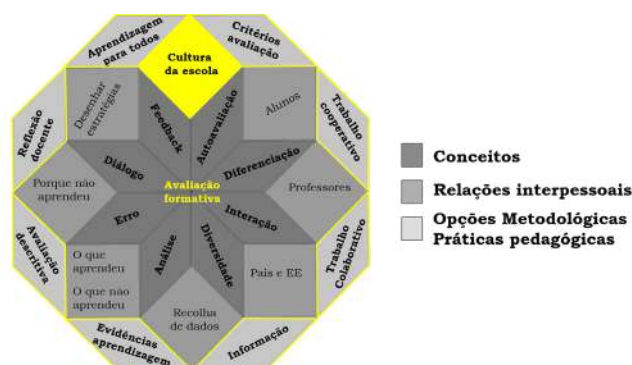 Aprendizagem
para todos
Critérios
avaliação
Cultura
da escola
Desenhar
estratégias
Feedback
Autoavaliação
Alunos
Reflexão
docente
Trabalho
cooperativo
Diálogo
Diferenciação
Porque não
aprendeu
Avaliação
formativa
Professores
Erro
Interação
Avaliação
descritiva
O que
aprendeu
O que não
aprendeu
Análise
Diversidade
Pais e EE
Trabalho
Colaborativo
Recolha
de dados
Evidências
aprendizagem
Informação
Conceitos
Relações interpessoais
Opções Metodológicas
Práticas pedagógicas